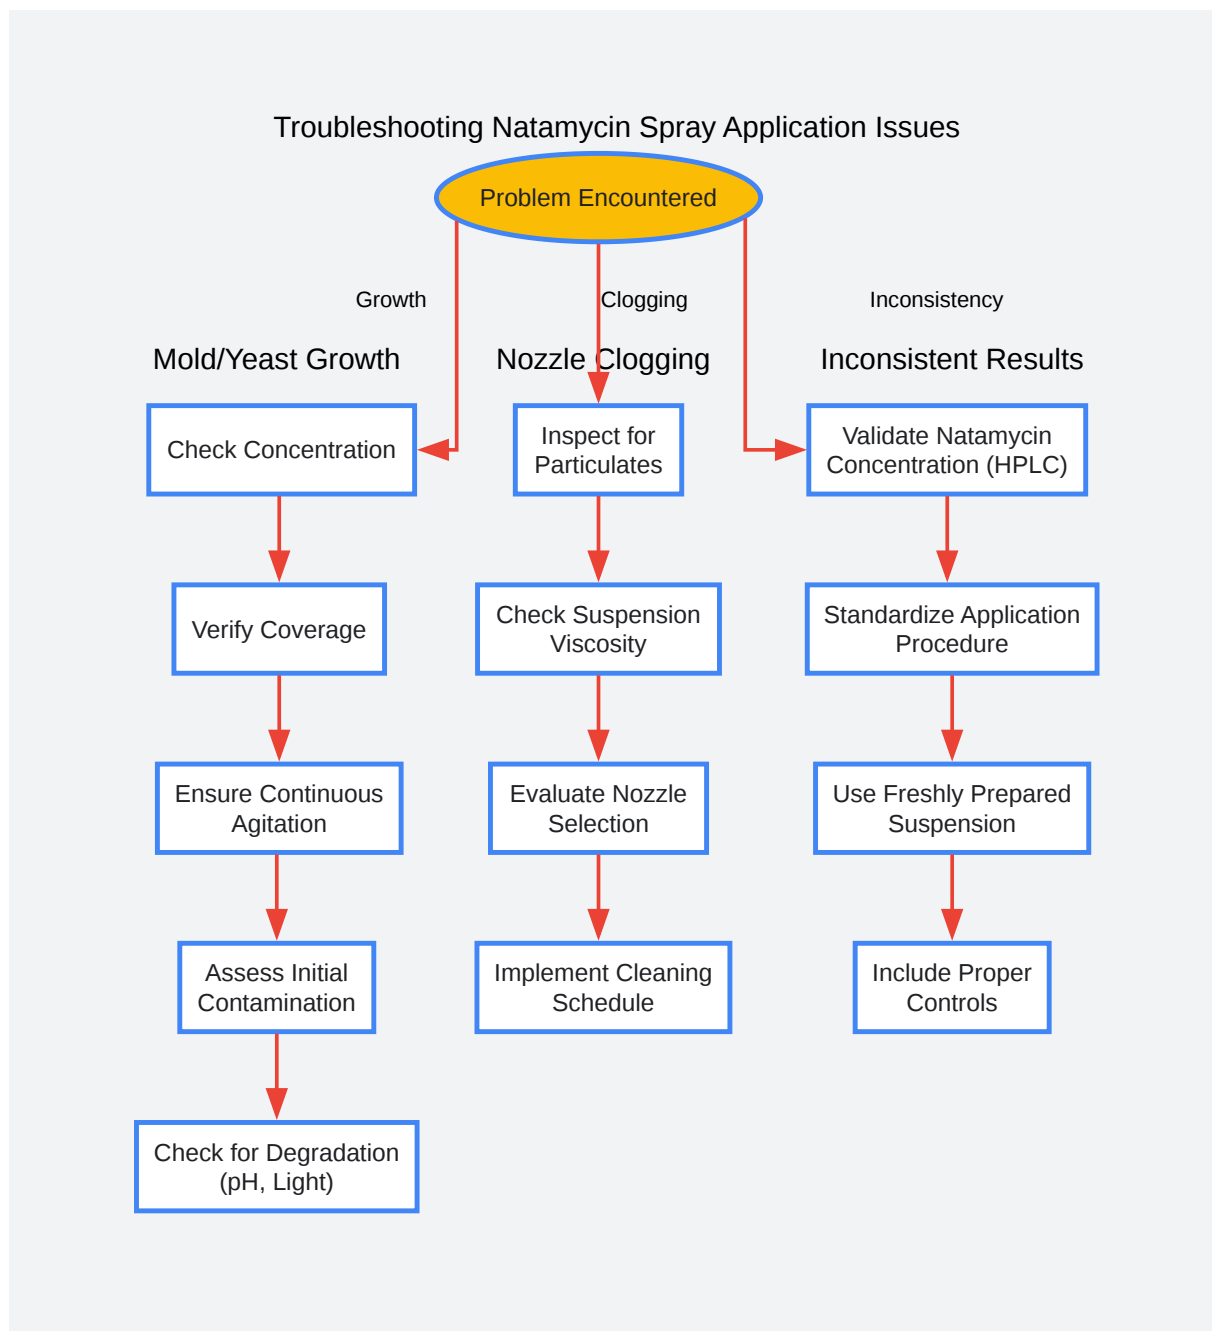 Troubleshooting Natamycin Spray Application Issues
Problem Encountered
Growth
Clogging
Inconsistency
Mold/Yeast Growth
Check Concentration
Verify Coverage
Ensure Continuous
Agitation
Assess Initial
Contamination
Check for Degradation
(pH, Light)
Nozzle Clogging
Inspect for
Particulates
Check Suspension
Viscosity
Evaluate Nozzle
Selection
Implement Cleaning
Schedule
Inconsistent Results
Validate Natamycin
Concentration (HPLC)
Standardize Application
Procedure
Use Freshly Prepared
Suspension
Include Proper
Controls